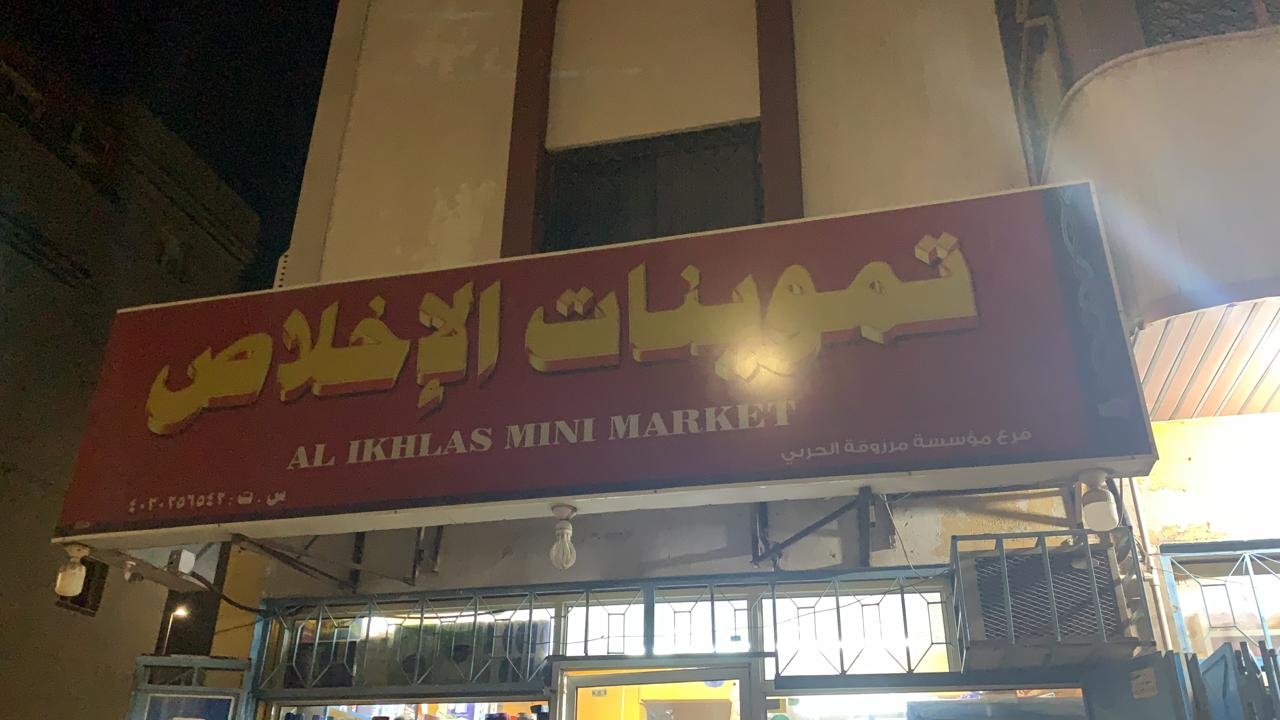 تموينات الإخلاص
AL IKHLAS MINI MARKET
فرع مؤسسة مرزوقة الحربي
س.ت: ٤٠٣٠٢٥٦٥٤٢